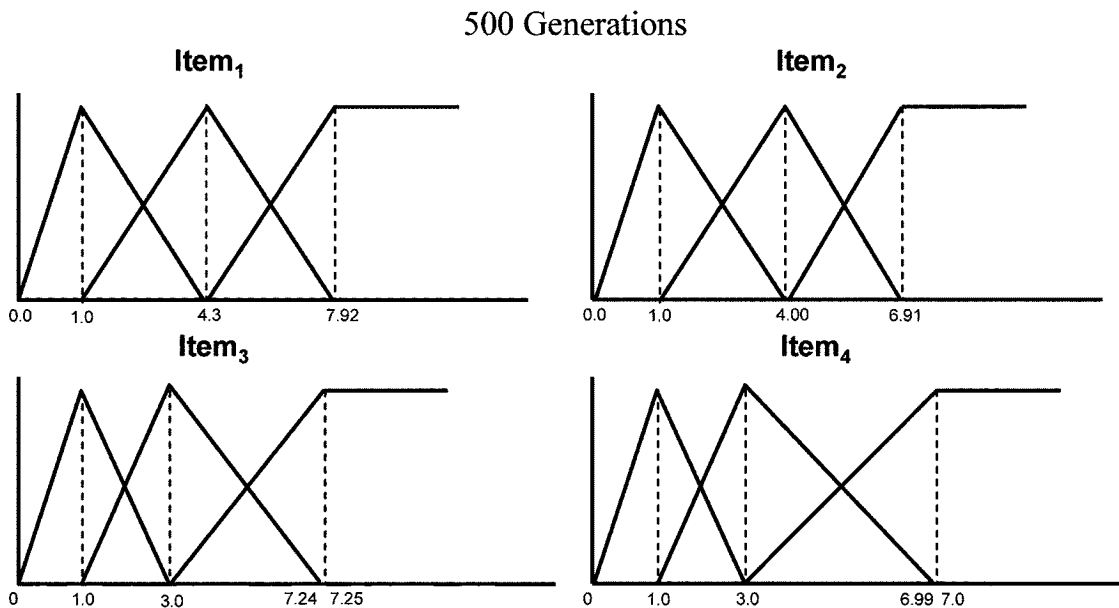 500 Generations
Item₁ Item₂
0.0 1.0 4.3 7.92 0.0 1.0 4.00 6.91
Item₃ Item₄
0 1.0 3.0 7.24 7.25 0 1.0 3.0 6.99 7.0